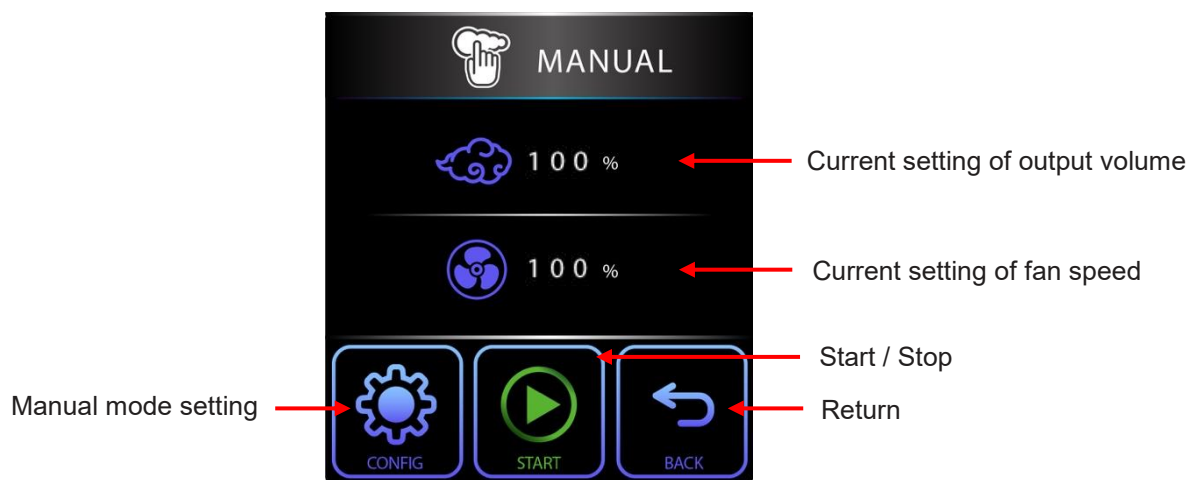 MANUAL
100 %
Current setting of output volume
100 %
Current setting of fan speed
Start / Stop
Manual mode setting
Return
CONFIG
START
BACK